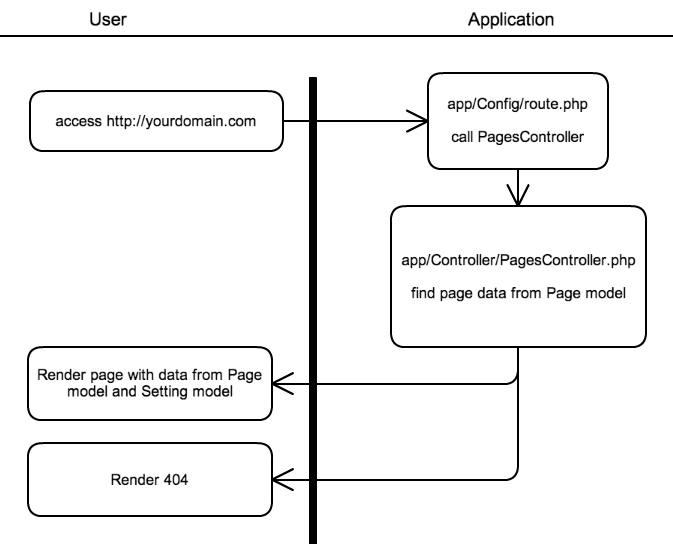 User
Application
access http://yourdomain.com
app/Config/route.php
call PagesController
app/Controller/PagesController.php
find page data from Page model
Render page with data from Page
model and Setting model
Render 404